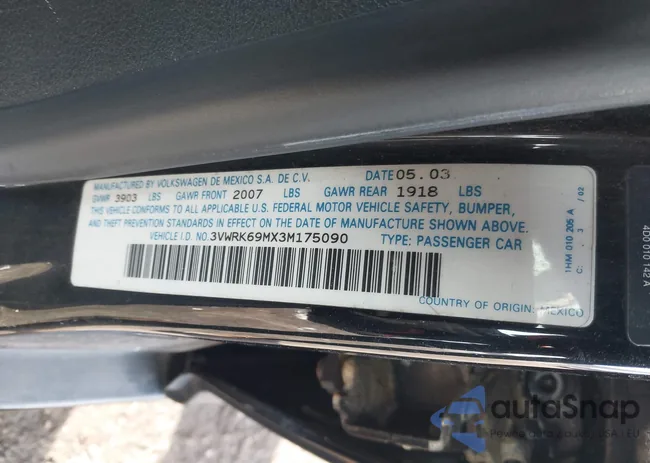 MANUFACTURED BY VOLKSWAGEN DE MEXICO S.A. DE C.V. DATE 05.03
GVWR 3903 LBS GAWR FRONT 2007 LBS GAWR REAR 1918 LBS
THIS VEHICLE CONFORMS TO ALL APPLICABLE U.S. FEDERAL MOTOR VEHICLE SAFETY, BUMPER,
AND THEFT PREVENTION STANDARDS IN EFFECT ON THE DATE OF MANUFACTURE SHOWN ABOVE
VEHICLE I.D. NO. 3VWRK69MX3M175090 TYPE: PASSENGER CAR
COUNTRY OF ORIGIN: MEXICO
1HM 010 205 A
C: 3 / 02
4D0 010 142 A
autoSnap